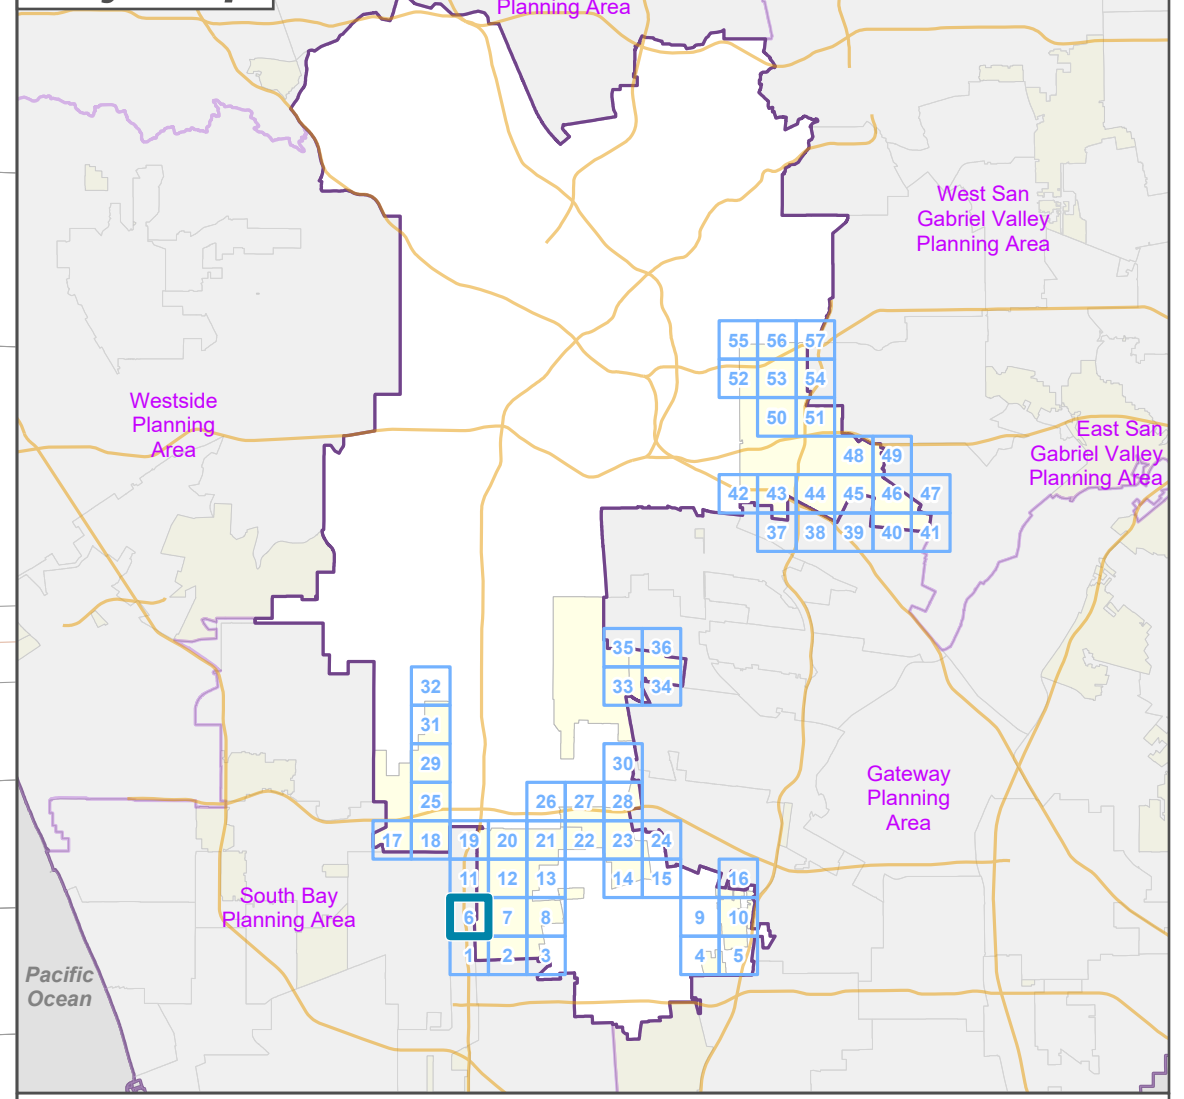 Planning Area
West San
Gabriel Valley
Planning Area
55 56 57
52 53 54
50 51
Westside
Planning
Area
East San
Gabriel Valley
Planning Area
48 49
42 43 44 45 46 47
37 38 39 40 41
35 36
33 34
32
31
29
25
30
26 27 28
17 18 19 20 21 22 23 24
11 12 13 14 15 16
6 7 8 9 10
1 2 3 4 5
Gateway
Planning
Area
South Bay
Planning Area
Pacific
Ocean